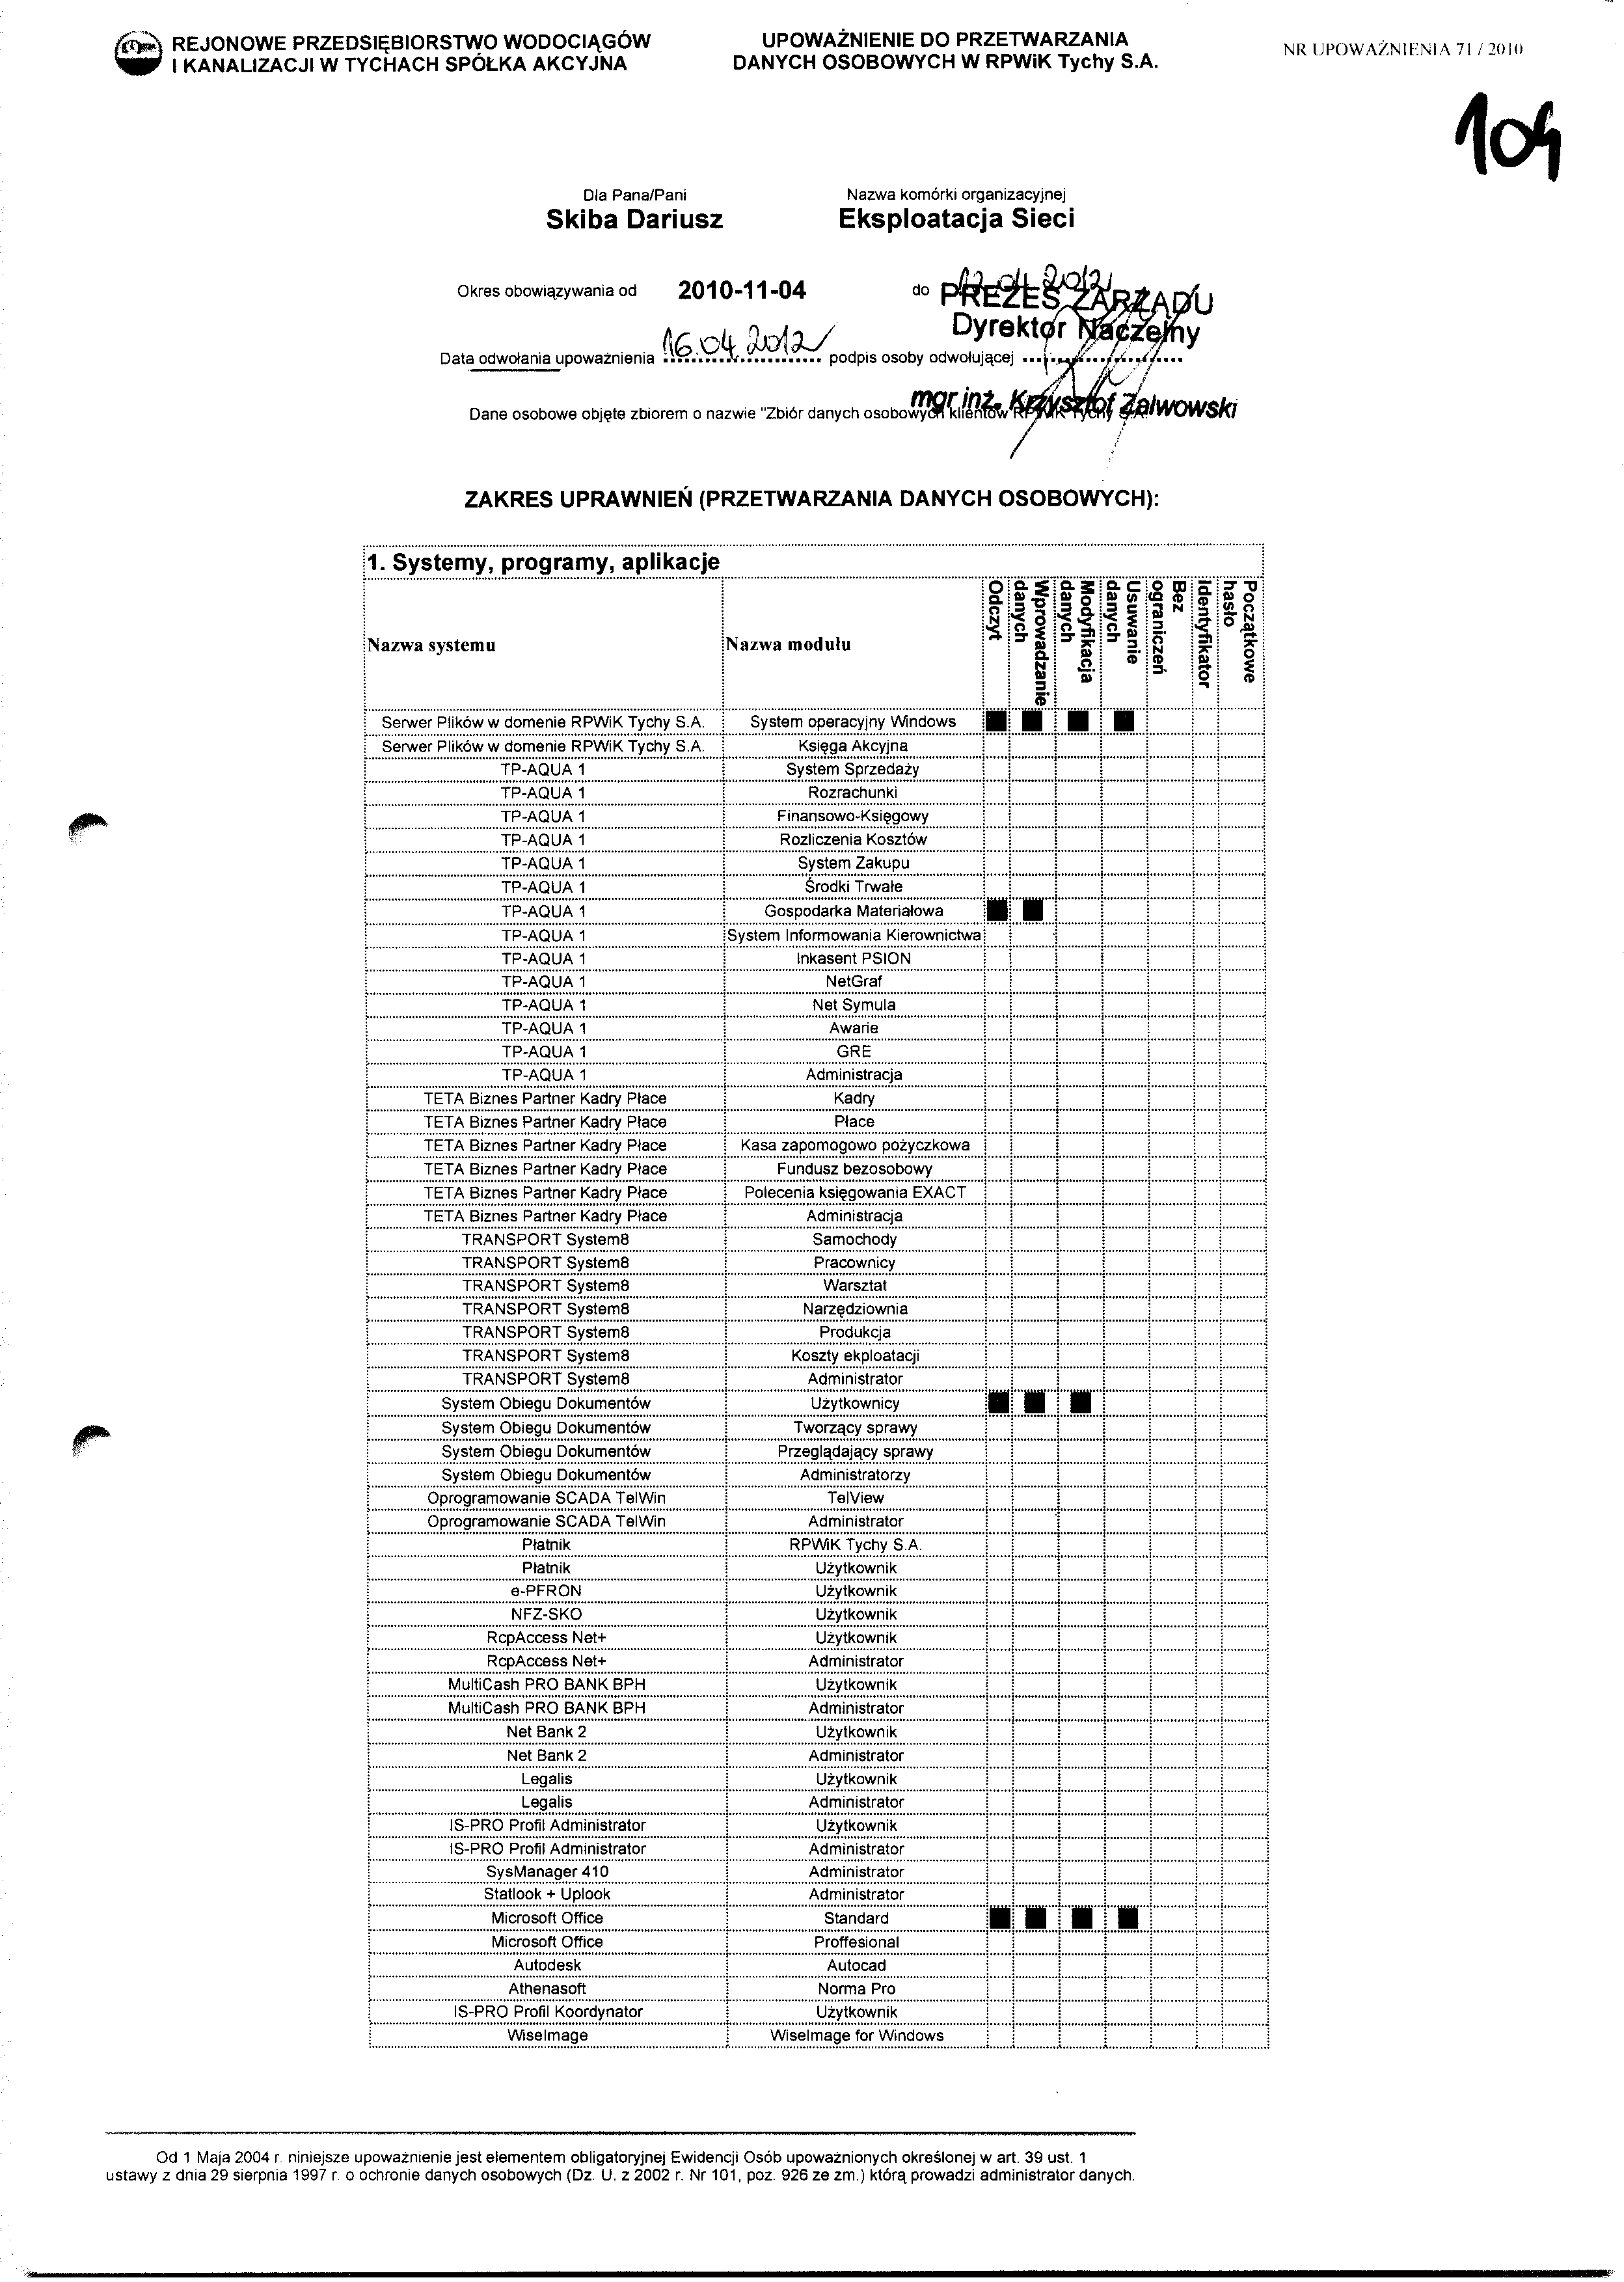 REJONOWE PRZEDSIĘBIORSTWO WODOCIĄGÓW
I KANALIZACJI W TYCHACH SPÓŁKA AKCYJNA
UPOWAŻNIENIE DO PRZETWARZANIA
DANYCH OSOBOWYCH W RPWiK Tychy S.A.
NR UPOWAŻNIENIA 71 / 2010
104
Dla Pana/Pani
Skiba Dariusz
Nazwa komórki organizacyjnej
Eksploatacja Sieci
Okres obowiązywania od 2010-11-04 do 12.04.2012
PREZES ZARZĄDU
Dyrektor Naczelny
Data odwołania upoważnienia 16.04.2012 podpis osoby odwołującej
mgr inż. Krzysztof Zalwowski
Dane osobowe objęte zbiorem o nazwie "Zbiór danych osobowych klientów RPWiK Tychy S.A.
ZAKRES UPRAWNIEŃ (PRZETWARZANIA DANYCH OSOBOWYCH):
1. Systemy, programy, aplikacje
Nazwa systemu Nazwa modułu Odczyt Wprowadzanie danych Modyfikacja danych Usuwanie danych Bez ograniczeń Identyfikator Początkowe hasło
Serwer Plików w domenie RPWiK Tychy S.A. System operacyjny Windows ■ ■ ■ ■
Serwer Plików w domenie RPWiK Tychy S.A. Księga Akcyjna
TP-AQUA 1 System Sprzedaży
TP-AQUA 1 Rozrachunki
TP-AQUA 1 Finansowo-Księgowy
TP-AQUA 1 Rozliczenia Kosztów
TP-AQUA 1 System Zakupu
TP-AQUA 1 Środki Trwałe
TP-AQUA 1 Gospodarka Materiałowa ■ ■
TP-AQUA 1 System Informowania Kierownictwa
TP-AQUA 1 Inkasent PSION
TP-AQUA 1 NetGraf
TP-AQUA 1 Net Symula
TP-AQUA 1 Awarie
TP-AQUA 1 GRE
TP-AQUA 1 Administracja
TETA Biznes Partner Kadry Płace Kadry
TETA Biznes Partner Kadry Płace Płace
TETA Biznes Partner Kadry Płace Kasa zapomogowo pożyczkowa
TETA Biznes Partner Kadry Płace Fundusz bezosobowy
TETA Biznes Partner Kadry Płace Polecenia księgowania EXACT
TETA Biznes Partner Kadry Płace Administracja
TRANSPORT System8 Samochody
TRANSPORT System8 Pracownicy
TRANSPORT System8 Warsztat
TRANSPORT System8 Narzędziownia
TRANSPORT System8 Produkcja
TRANSPORT System8 Koszty ekploatacji
TRANSPORT System8 Administrator
System Obiegu Dokumentów Użytkownicy ■ ■ ■
System Obiegu Dokumentów Tworzący sprawy
System Obiegu Dokumentów Przeglądający sprawy
System Obiegu Dokumentów Administratorzy
Oprogramowanie SCADA TelWin TelView
Oprogramowanie SCADA TelWin Administrator
Płatnik RPWiK Tychy S.A.
Płatnik Użytkownik
e-PFRON Użytkownik
NFZ-SKO Użytkownik
RcpAccess Net+ Użytkownik
RcpAccess Net+ Administrator
MultiCash PRO BANK BPH Użytkownik
MultiCash PRO BANK BPH Administrator
Net Bank 2 Użytkownik
Net Bank 2 Administrator
Legalis Użytkownik
Legalis Administrator
IS-PRO Profil Administrator Użytkownik
IS-PRO Profil Administrator Administrator
SysManager 410 Administrator
Statlook + Uplook Administrator
Microsoft Office Standard ■ ■ ■ ■
Microsoft Office Proffesional
Autodesk Autocad
Athenasoft Norma Pro
IS-PRO Profil Koordynator Użytkownik
WiseImage WiseImage for Windows
Od 1 Maja 2004 r. niniejsze upoważnienie jest elementem obligatoryjnej Ewidencji Osób upoważnionych określonej w art. 39 ust. 1
ustawy z dnia 29 sierpnia 1997 r. o ochronie danych osobowych (Dz. U. z 2002 r. Nr 101, poz. 926 ze zm.) którą prowadzi administrator danych.